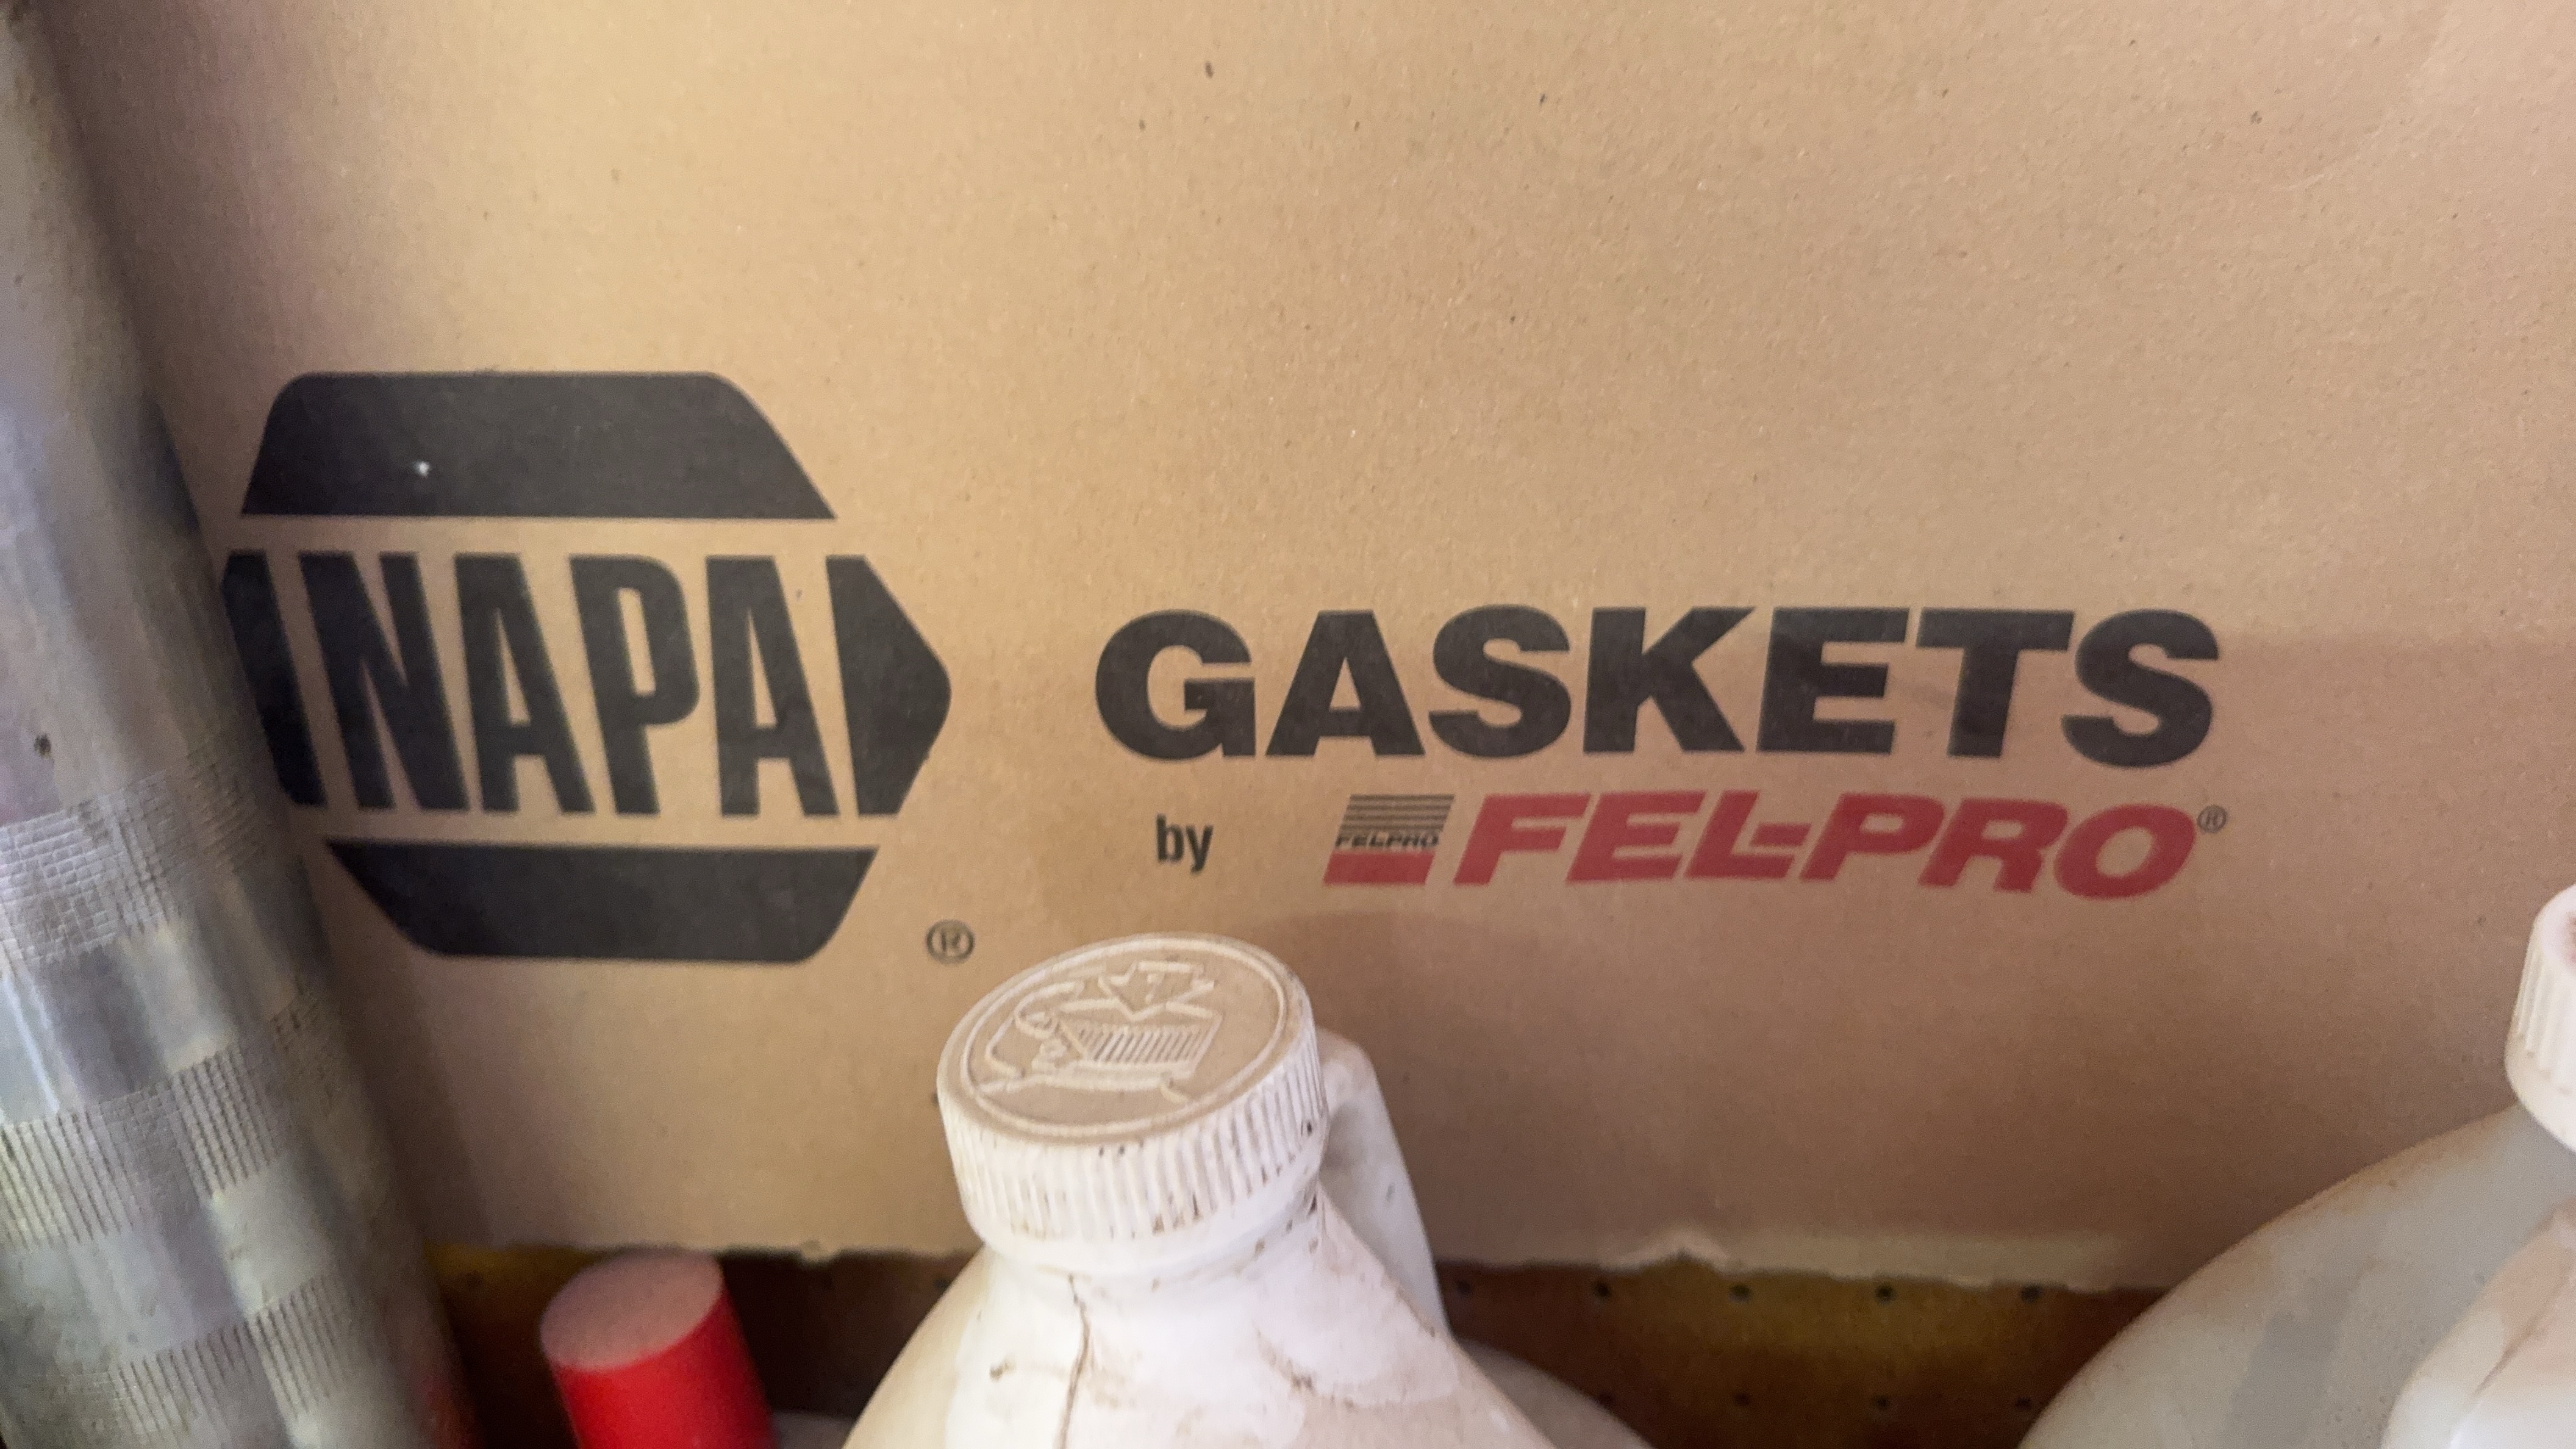 NAPA
®
GASKETS
by FEL-PRO FEL-PRO®